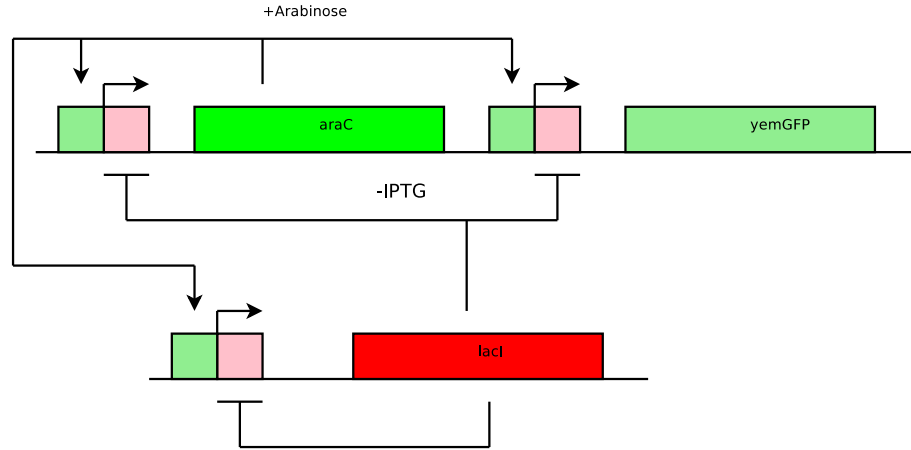 +Arabinose
araC
yemGFP
-IPTG
lacI